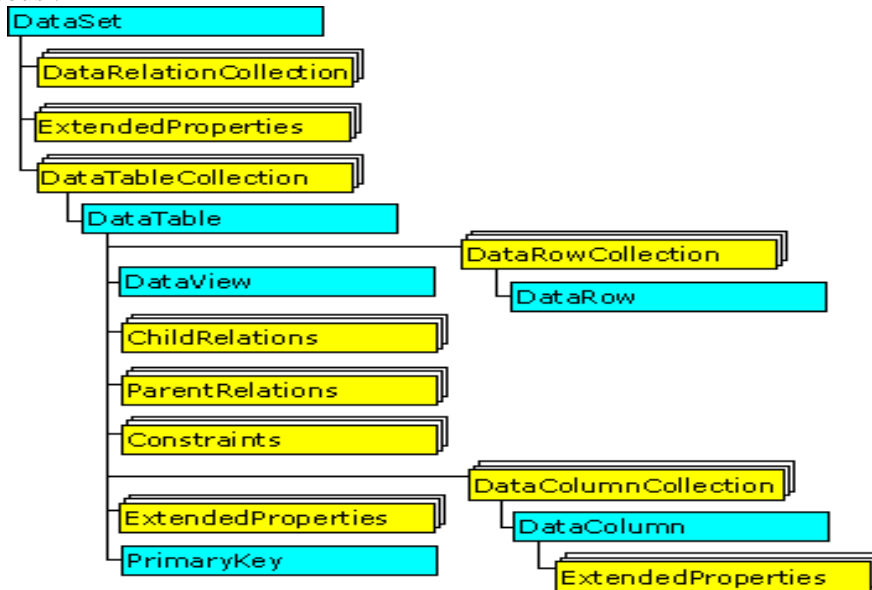 DataSet
DataRelationCollection
ExtendedProperties
DataTableCollection
DataTable
DataRowCollection
DataView
DataRow
ChildRelations
ParentRelations
Constraints
DataColumnCollection
ExtendedProperties
DataColumn
PrimaryKey
ExtendedProperties